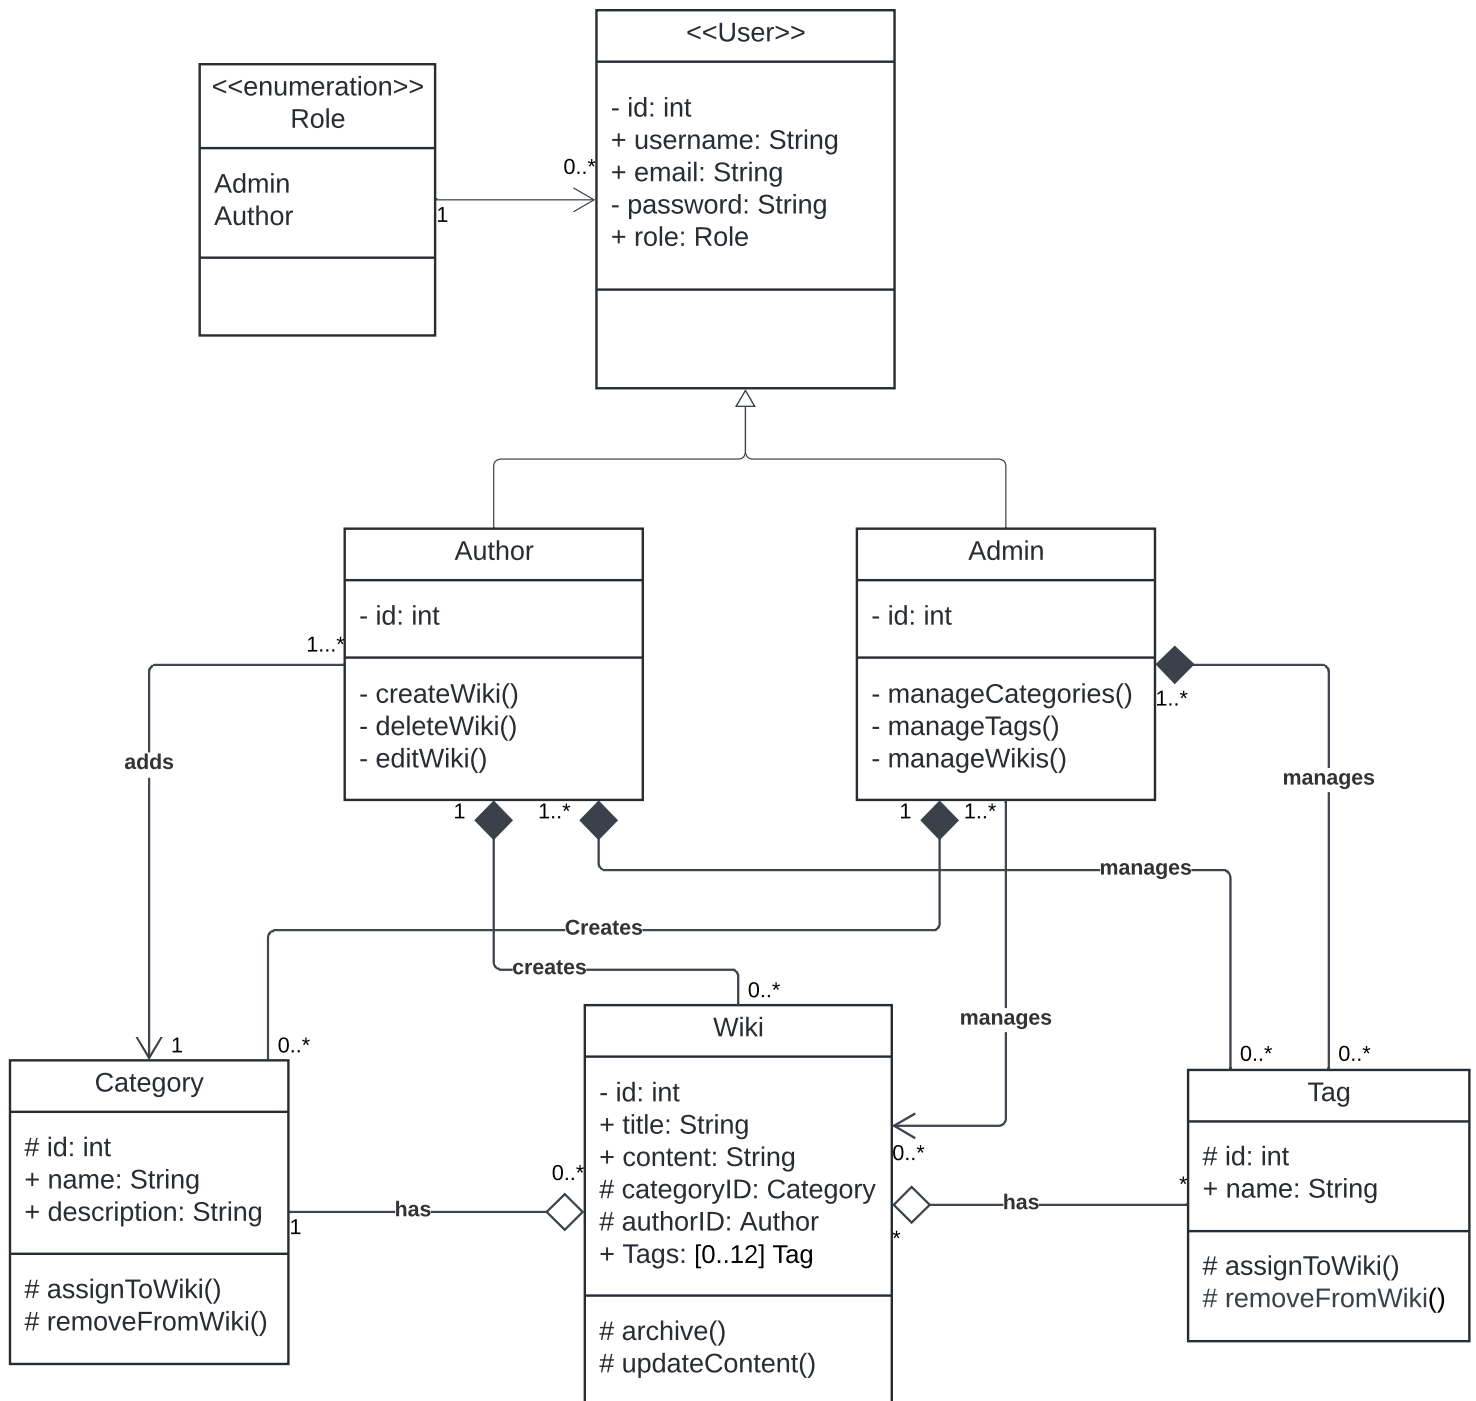 <<User>>
- id: int
+ username: String
+ email: String
- password: String
+ role: Role
<<enumeration>>
Role
Admin
Author
1
0..*
Author
- id: int
- createWiki()
- deleteWiki()
- editWiki()
Admin
- id: int
- manageCategories()
- manageTags()
- manageWikis()
1...*
adds
1
1
1..*
1
1..*
1..*
manages
manages
Creates
creates
0..*
manages
0..*
0..*
0..*
Category
# id: int
+ name: String
+ description: String
# assignToWiki()
# removeFromWiki()
1
has
0..*
Wiki
- id: int
+ title: String
+ content: String
# categoryID: Category
# authorID: Author
+ Tags: [0..12] Tag
# archive()
# updateContent()
0..*
*
has
*
Tag
# id: int
+ name: String
# assignToWiki()
# removeFromWiki()